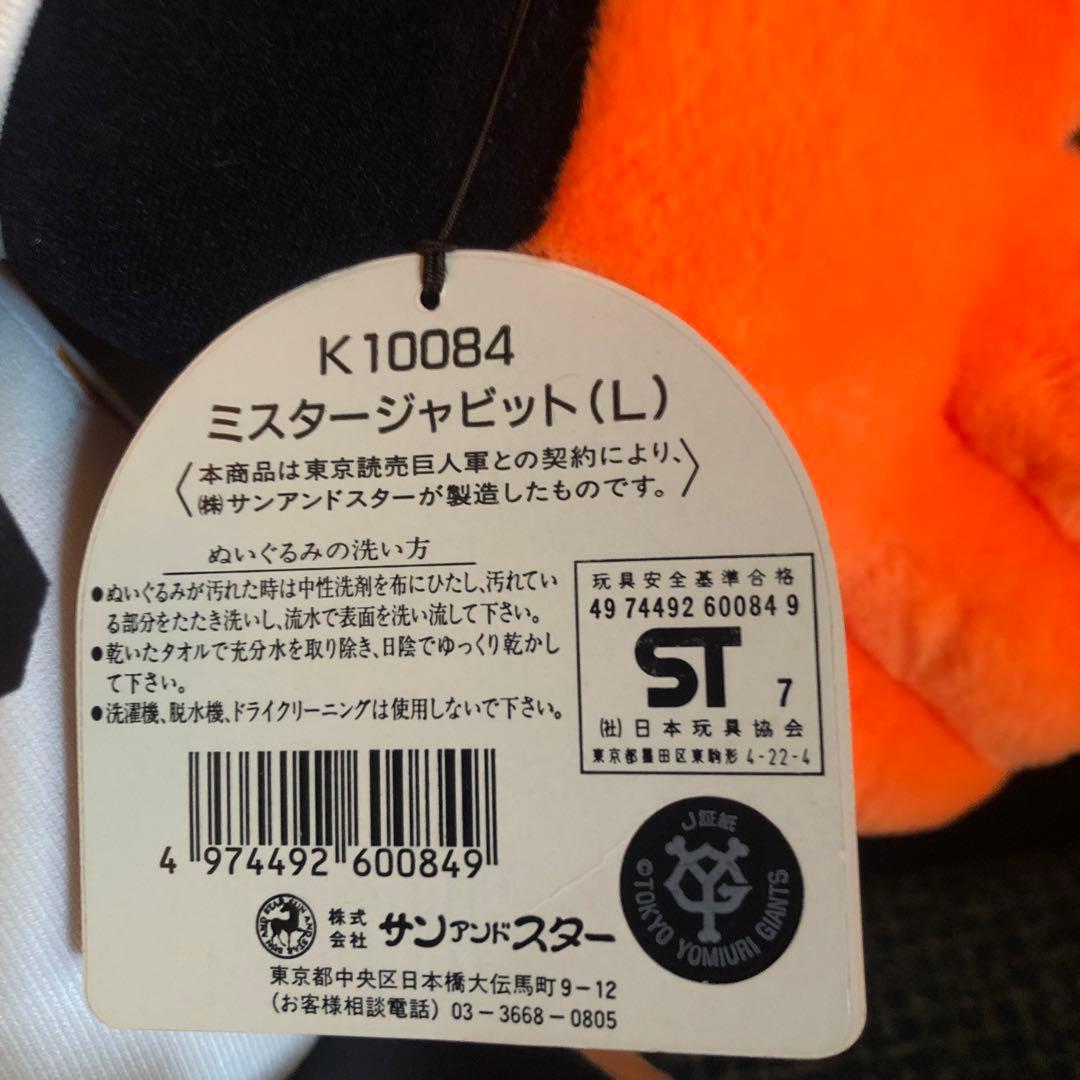 K10084
ミスタージャビット(L)
〈本商品は東京読売巨人軍との契約により、
㈱サンアンドスターが製造したものです。〉
ぬいぐるみの洗い方
●ぬいぐるみが汚れた時は中性洗剤を布にひたし、汚れてい
る部分をたたき洗いし、流水で表面を洗い流して下さい。
●乾いたタオルで充分水を取り除き、日陰でゆっくり乾かし
て下さい。
●洗濯機、脱水機、ドライクリーニングは使用しないで下さい。
玩具安全基準合格
49 74492 60084 9
ST 7
(社)日本玩具協会
東京都墨田区東駒形 4-22-4
4 974492 600849
J証紙
YG
©TOKYO YOMIURI GIANTS
SUN AND STAR SUN AND STAR
株式会社 サンアンドスター
東京都中央区日本橋大伝馬町9-12
(お客様相談電話) 03-3668-0805